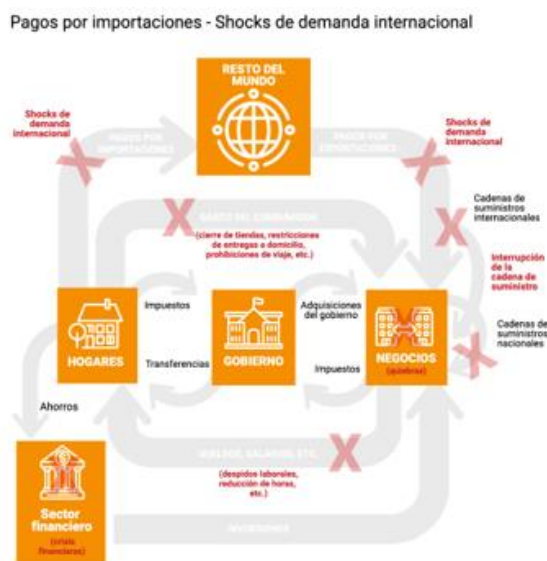 Pagos por importaciones - Shocks de demanda internacional
RESTO DEL
MUNDO
Shocks de
demanda
internacional
PAGOS POR
IMPORTACIONES
PAGOS POR
EXPORTACIONES
Shocks de
demanda
internacional
Cadenas de
suministros
internacionales
GASTO DEL CONSUMIDOR
(cierre de tiendas, restricciones
de entregas a domicilio,
prohibiciones de viaje, etc.)
Interrupción
de la
cadena de
suministro
Impuestos
Adquisiciones
del gobierno
Cadenas de
suministros
nacionales
HOGARES
Transferencias
GOBIERNO
Impuestos
NEGOCIOS
(quiebras)
Ahorros
SUELDOS, SALARIOS, ETC.
(despidos laborales,
reducción de horas,
etc.)
Sector
financiero
(crisis
financieras)
INVERSIONES